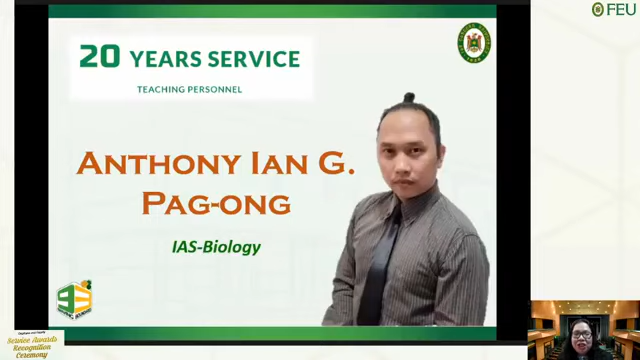 FEU
20 YEARS SERVICE
TEACHING PERSONNEL
ANTHONY IAN G.
PAG-ONG
IAS-Biology
Service Awards
Recognition
Ceremony